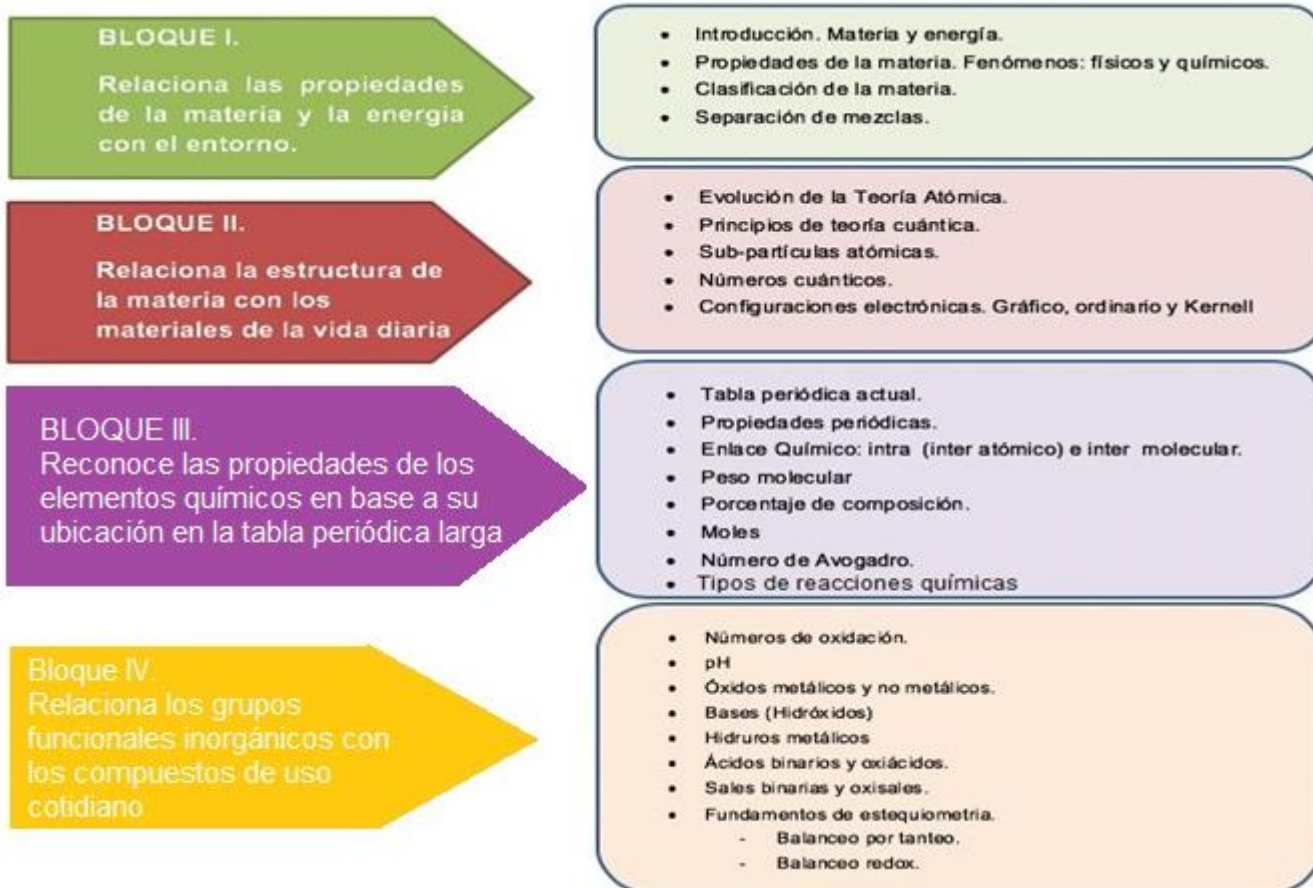 BLOQUE I.
Relaciona las propiedades
de la materia y la energía
con el entorno.
• Introducción. Materia y energía.
• Propiedades de la materia. Fenómenos: físicos y químicos.
• Clasificación de la materia.
• Separación de mezclas.
BLOQUE II.
Relaciona la estructura de
la materia con los
materiales de la vida diaria
• Evolución de la Teoría Atómica.
• Principios de teoría cuántica.
• Sub-partículas atómicas.
• Números cuánticos.
• Configuraciones electrónicas. Gráfico, ordinario y Kernell
BLOQUE III.
Reconoce las propiedades de los
elementos químicos en base a su
ubicación en la tabla periódica larga
• Tabla periódica actual.
• Propiedades periódicas.
• Enlace Químico: intra (inter atómico) e inter molecular.
• Peso molecular
• Porcentaje de composición.
• Moles
• Número de Avogadro.
• Tipos de reacciones químicas
Bloque IV.
Relaciona los grupos
funcionales inorgánicos con
los compuestos de uso
cotidiano
• Números de oxidación.
• pH
• Óxidos metálicos y no metálicos.
• Bases (Hidróxidos)
• Hidruros metálicos
• Ácidos binarios y oxiácidos.
• Sales binarias y oxisales.
• Fundamentos de estequiometria.
- Balanceo por tanteo.
- Balanceo redox.